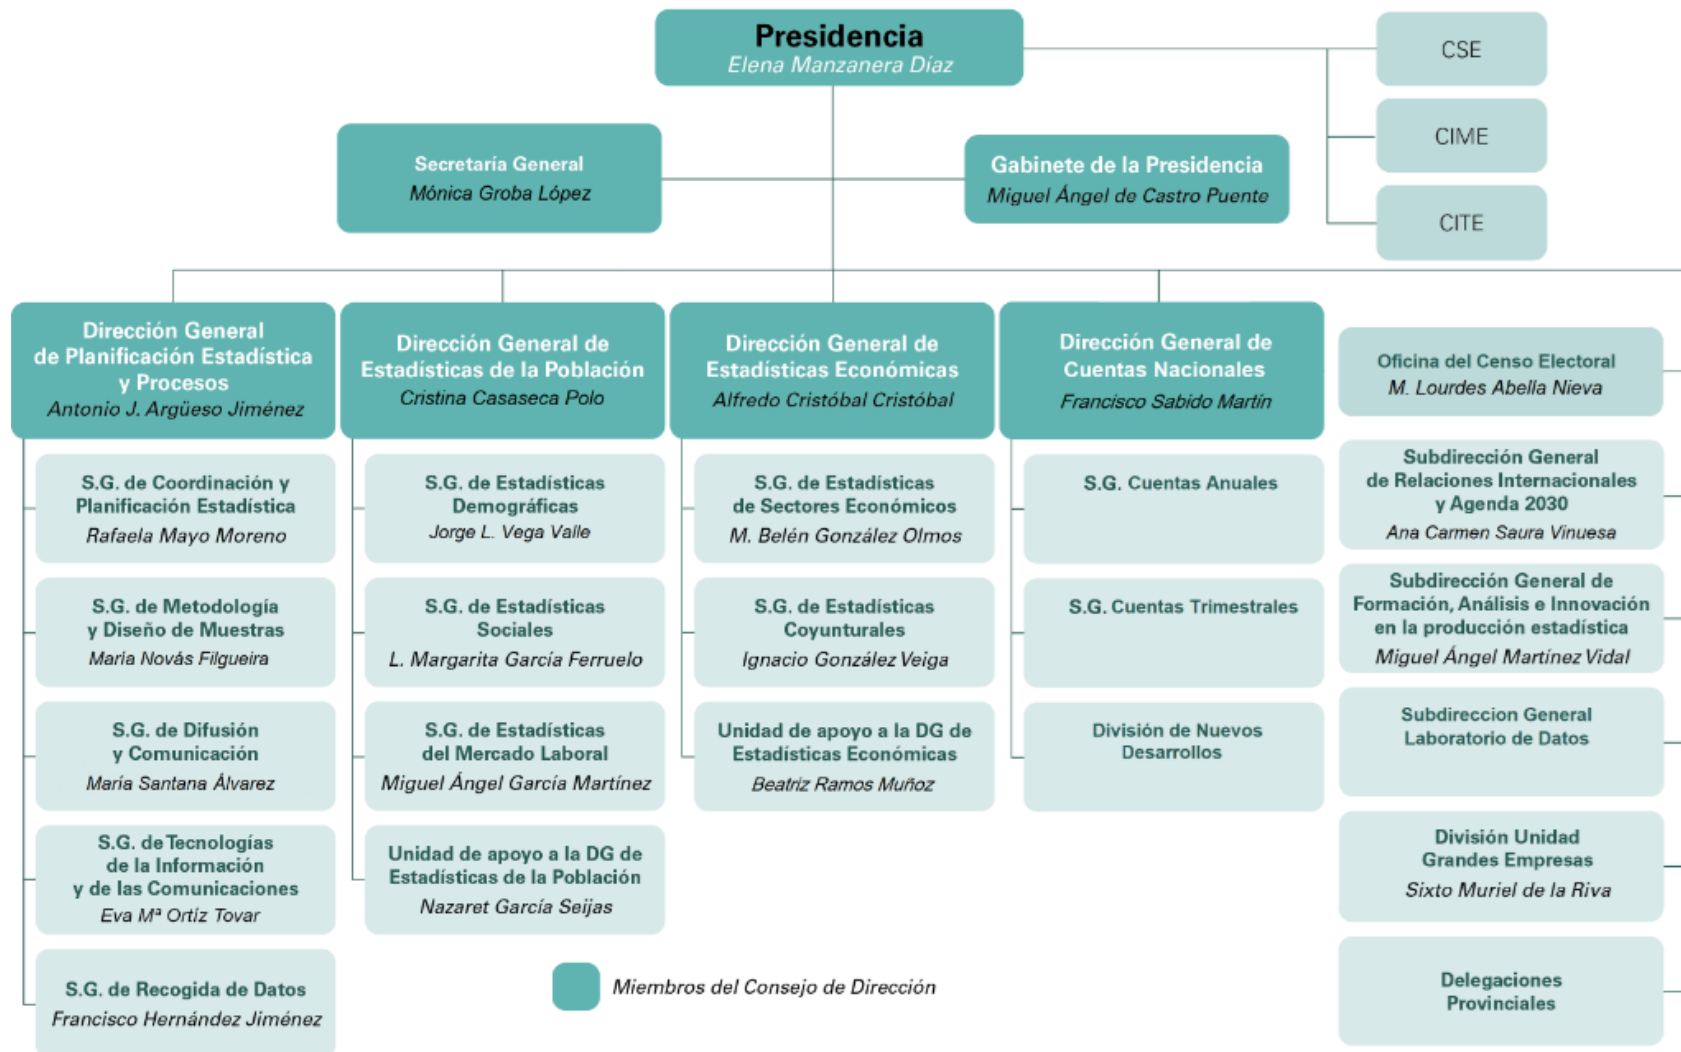 Presidencia
Elena Manzanera Díaz
CSE
CIME
CITE
Secretaría General
Mónica Groba López
Gabinete de la Presidencia
Miguel Ángel de Castro Puente
Dirección General
de Planificación Estadística
y Procesos
Antonio J. Argüeso Jiménez
S.G. de Coordinación y
Planificación Estadística
Rafaela Mayo Moreno
S.G. de Metodología
y Diseño de Muestras
María Novás Filgueira
S.G. de Difusión
y Comunicación
María Santana Álvarez
S.G. de Tecnologías
de la Información
y de las Comunicaciones
Eva Mª Ortíz Tovar
S.G. de Recogida de Datos
Francisco Hernández Jiménez
Dirección General de
Estadísticas de la Población
Cristina Casaseca Polo
S.G. de Estadísticas
Demográficas
Jorge L. Vega Valle
S.G. de Estadísticas
Sociales
L. Margarita García Ferruelo
S.G. de Estadísticas
del Mercado Laboral
Miguel Ángel García Martínez
Unidad de apoyo a la DG de
Estadísticas de la Población
Nazaret García Seijas
Dirección General de
Estadísticas Económicas
Alfredo Cristóbal Cristóbal
S.G. de Estadísticas
de Sectores Económicos
M. Belén González Olmos
S.G. de Estadísticas
Coyunturales
Ignacio González Veiga
Unidad de apoyo a la DG de
Estadísticas Económicas
Beatriz Ramos Muñoz
Dirección General de
Cuentas Nacionales
Francisco Sabido Martín
S.G. Cuentas Anuales
S.G. Cuentas Trimestrales
División de Nuevos
Desarrollos
Oficina del Censo Electoral
M. Lourdes Abella Nieva
Subdirección General
de Relaciones Internacionales
y Agenda 2030
Ana Carmen Saura Vinuesa
Subdirección General de
Formación, Análisis e Innovación
en la producción estadística
Miguel Ángel Martínez Vidal
Subdireccion General
Laboratorio de Datos
División Unidad
Grandes Empresas
Sixto Muriel de la Riva
Delegaciones
Provinciales
Miembros del Consejo de Dirección